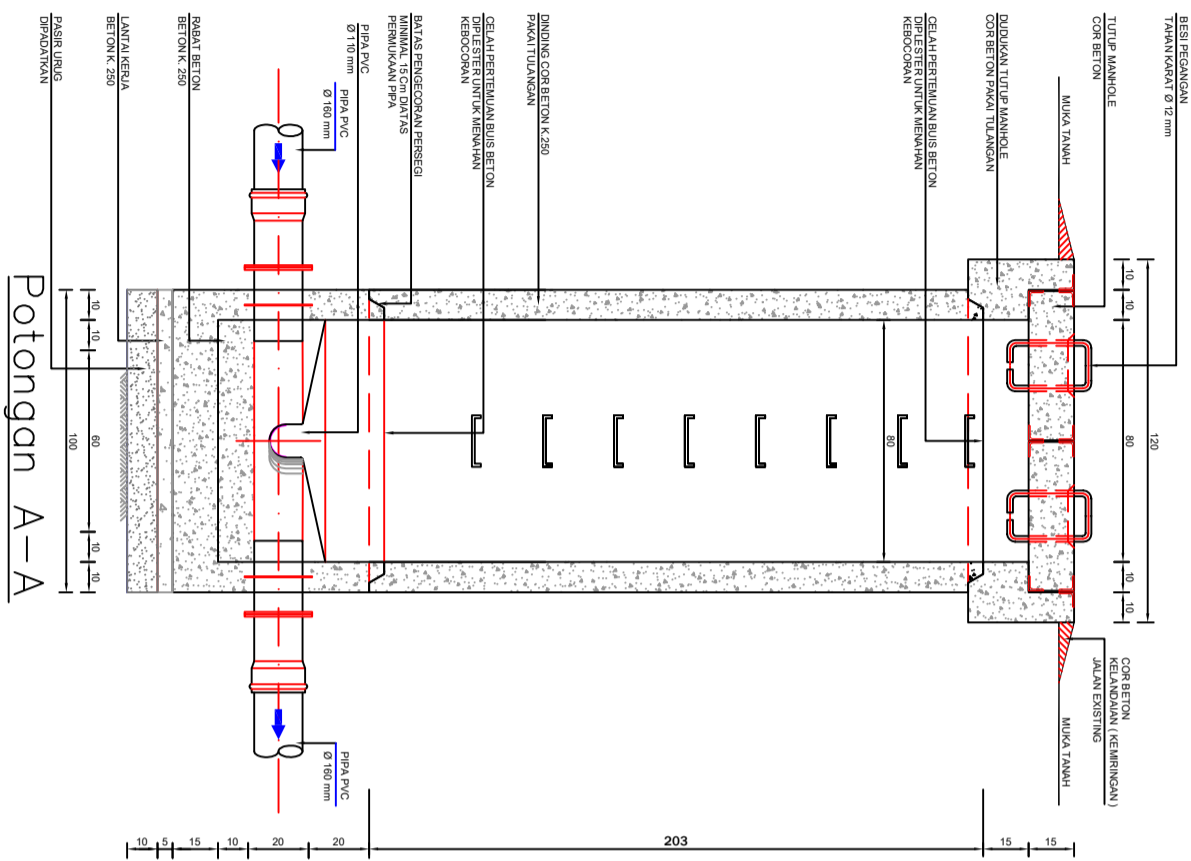 BESI PEGANGAN
TAHAN KARAT Ø 12 mm
MUKA TANAH
TUTUP MANHOLE
COR BETON
DUDUKAN TUTUP MANHOLE
COR BETON PAKAI TULANGAN
CELAH PERTEMUAN BUIS BETON
DIPLESTER UNTUK MENAHAN
KEBOCORAN
DINDING COR BETON K.250
PAKAI TULANGAN
CELAH PERTEMUAN BUIS BETON
DIPLESTER UNTUK MENAHAN
KEBOCORAN
BATAS PENGECORAN PERSEGI
MINIMAL 15 Cm DIATAS
PERMUKAAN PIPA
PIPA PVC
Ø 110 mm
PIPA PVC
Ø 160 mm
RABAT BETON
BETON K. 250
LANTAI KERJA
BETON K. 250
PASIR URUG
DIPADATKAN
120
10
10
80
10
10
80
COR BETON
KELANDAIAN ( KEMIRINGAN )
JALAN EXISTING
MUKA TANAH
PIPA PVC
Ø 160 mm
15
15
203
20
20
10
15
5
10
10
10
60
10
10
100
Potongan A-A